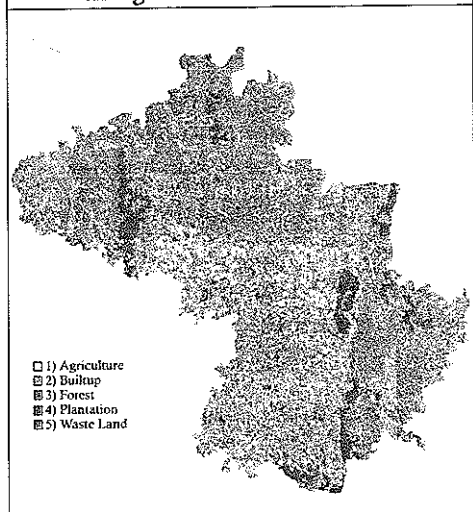 1) Agriculture
2) Builtup
3) Forest
4) Plantation
5) Waste Land